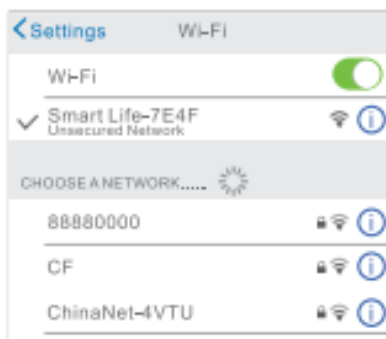 Settings Wi-Fi
Wi-Fi
Smart Life-7E4F
Unsecured Network
CHOOSE A NETWORK.....
88880000
CF
ChinaNet-4VTU